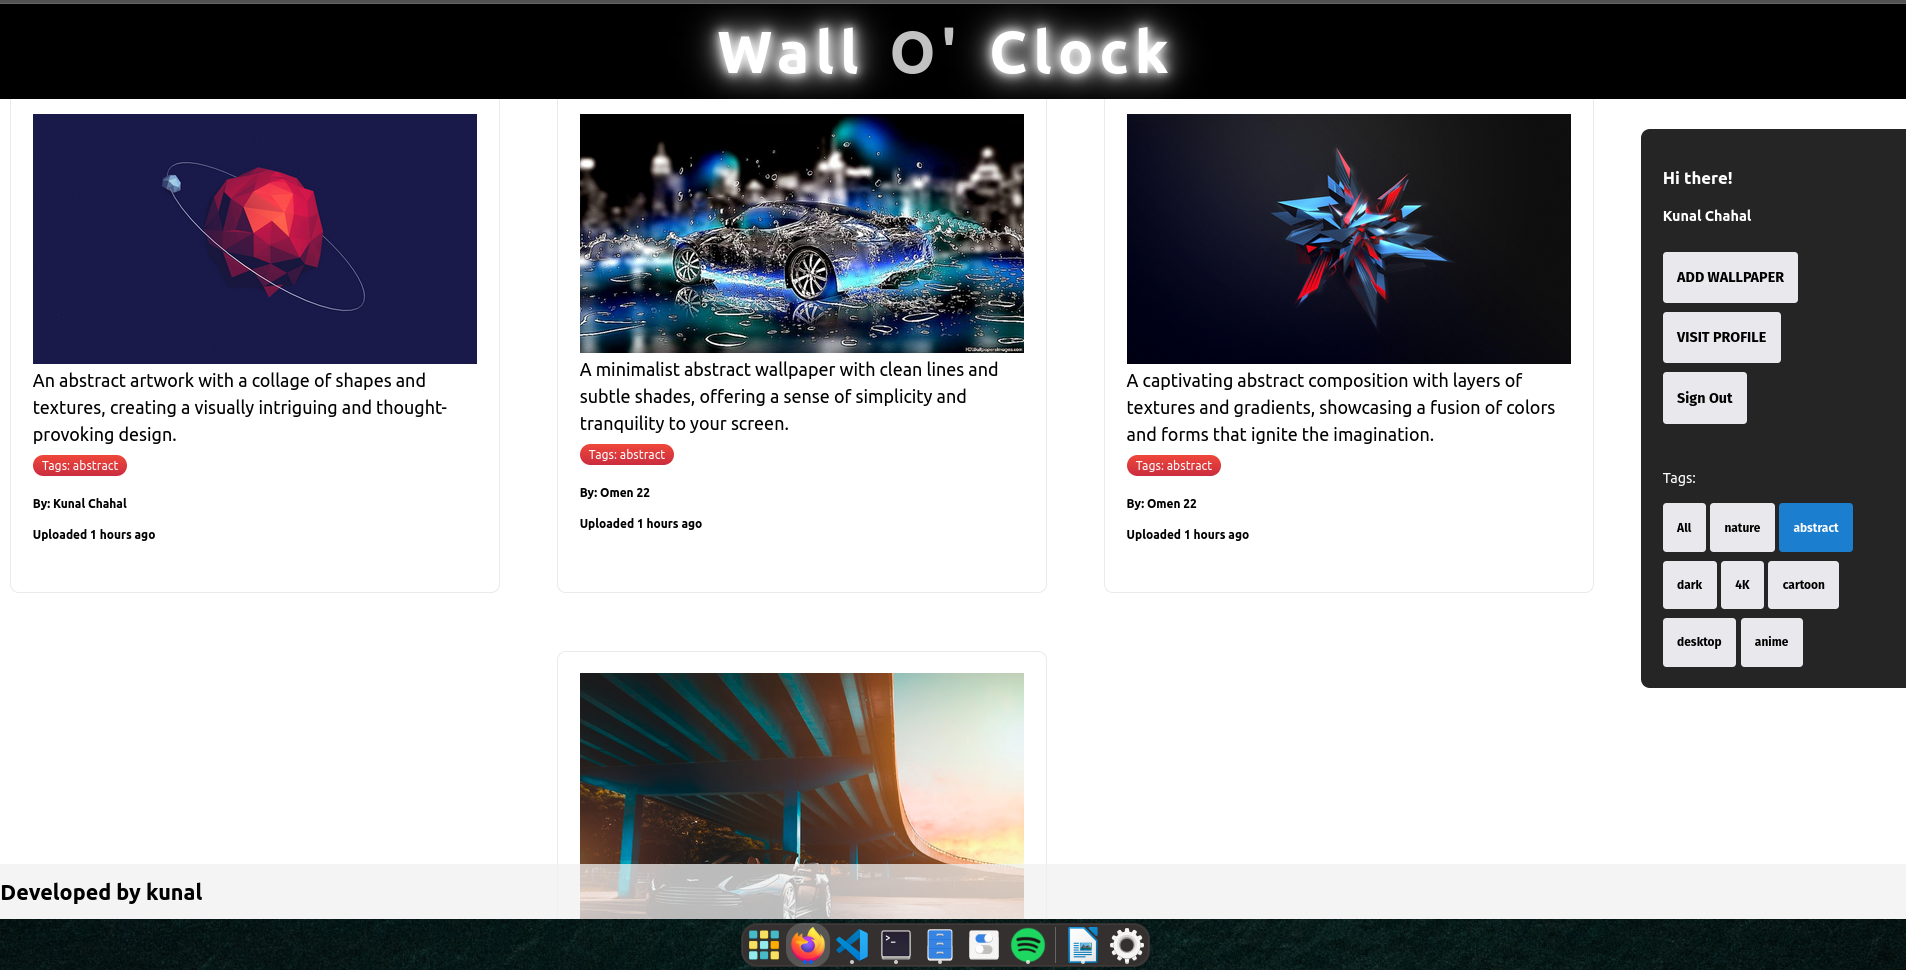 Wall O' Clock
An abstract artwork with a collage of shapes and
textures, creating a visually intriguing and thought-
provoking design.
Tags: abstract
By: Kunal Chahal
Uploaded 1 hours ago
A minimalist abstract wallpaper with clean lines and
subtle shades, offering a sense of simplicity and
tranquility to your screen.
Tags: abstract
By: Omen 22
Uploaded 1 hours ago
A captivating abstract composition with layers of
textures and gradients, showcasing a fusion of colors
and forms that ignite the imagination.
Tags: abstract
By: Omen 22
Uploaded 1 hours ago
Hi there!
Kunal Chahal
ADD WALLPAPER
VISIT PROFILE
Sign Out
Tags:
All nature abstract
dark 4K cartoon
desktop anime
Developed by kunal